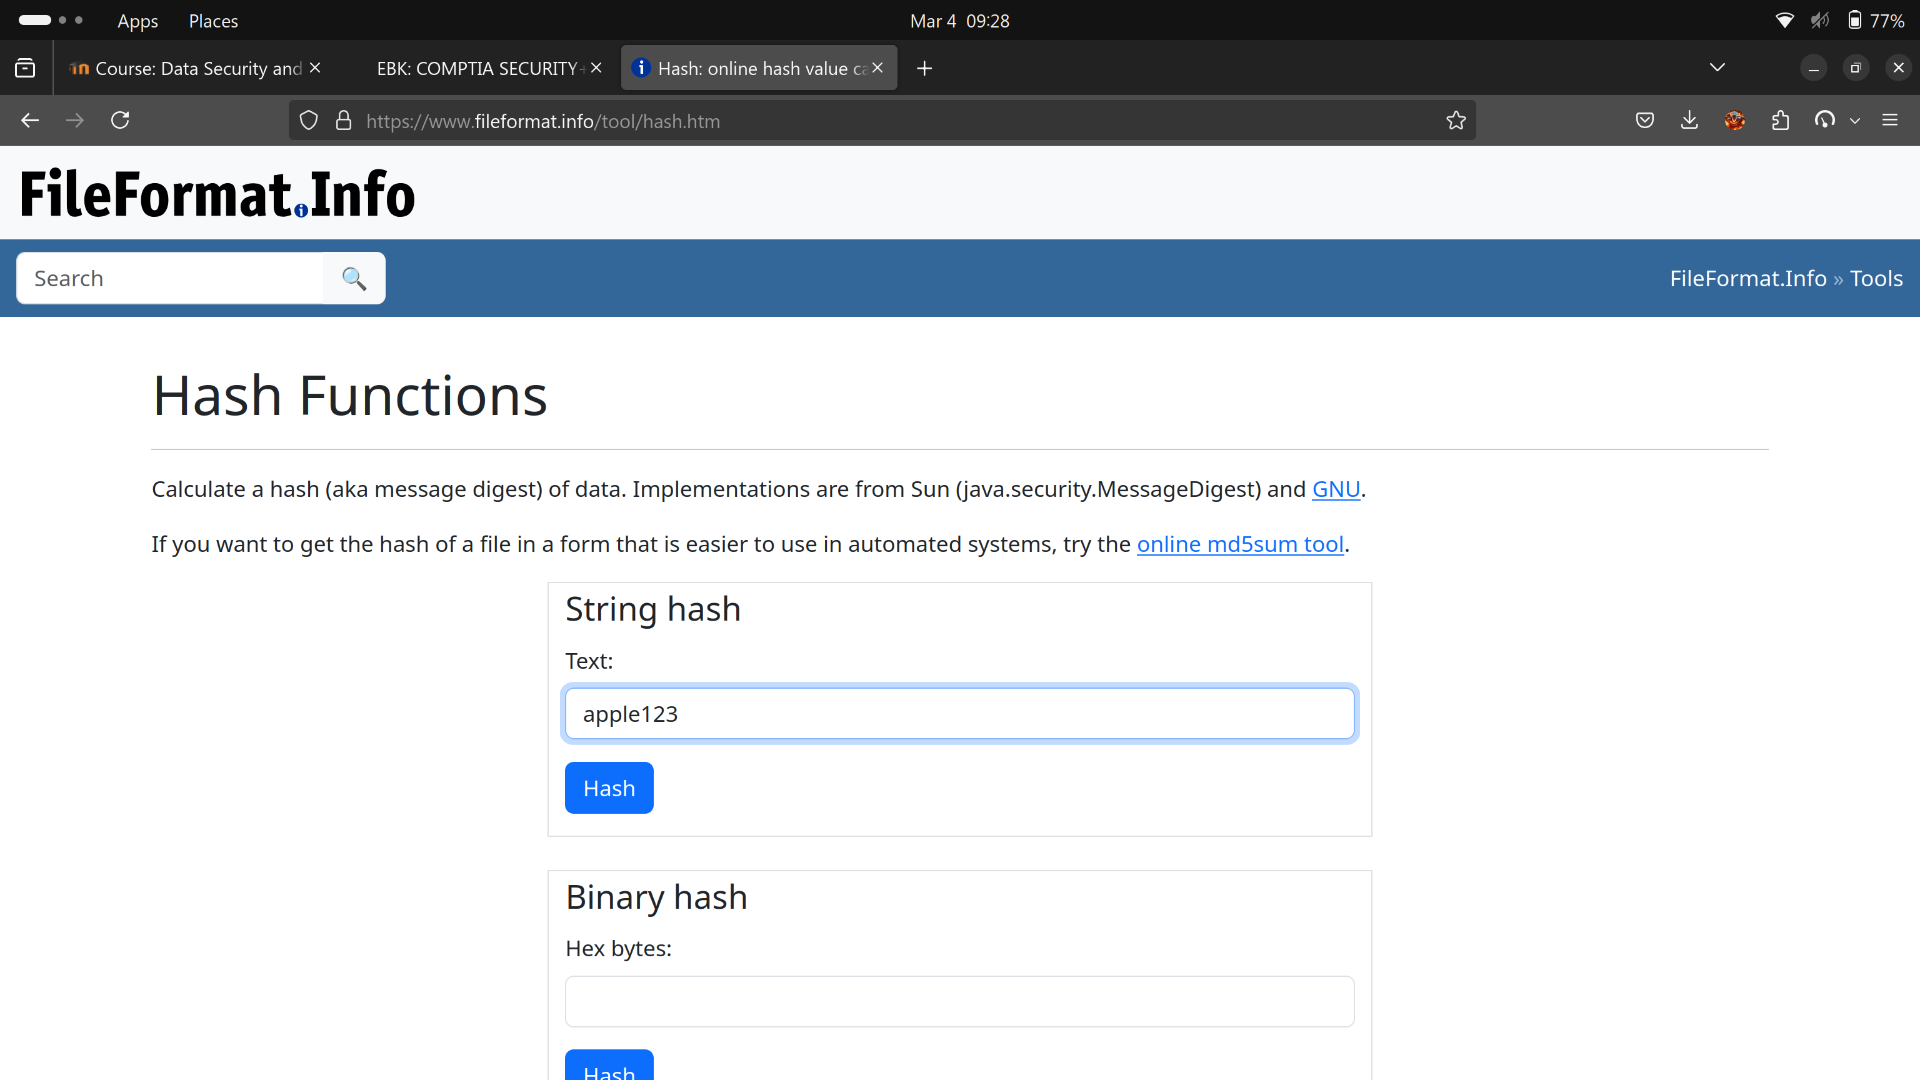 Apps Places Mar 4 09:28 77%
Course: Data Security and EBK: COMPTIA SECURITY+ Hash: online hash value ca
https://www.fileformat.info/tool/hash.htm
FileFormat.Info
Search FileFormat.Info » Tools
Hash Functions
Calculate a hash (aka message digest) of data. Implementations are from Sun (java.security.MessageDigest) and GNU.
If you want to get the hash of a file in a form that is easier to use in automated systems, try the online md5sum tool.
String hash
Text:
apple123
Hash
Binary hash
Hex bytes:
Hash